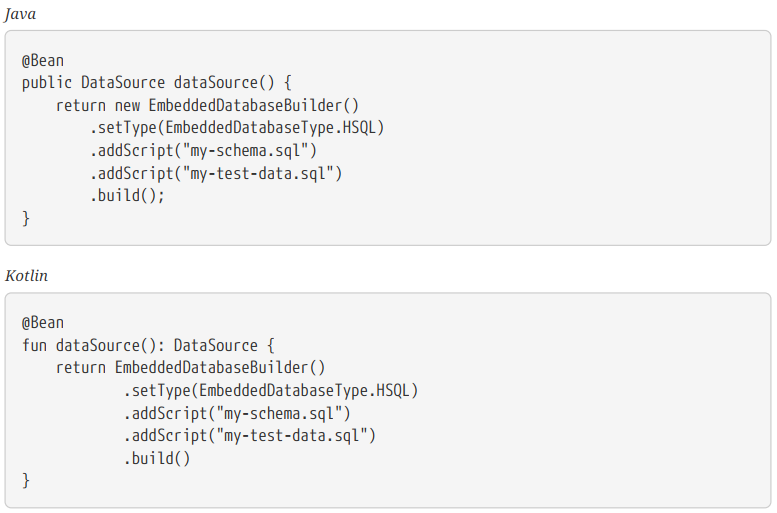 Java
@Bean
public DataSource dataSource() {
    return new EmbeddedDatabaseBuilder()
        .setType(EmbeddedDatabaseType.HSQL)
        .addScript("my-schema.sql")
        .addScript("my-test-data.sql")
        .build();
}
Kotlin
@Bean
fun dataSource(): DataSource {
    return EmbeddedDatabaseBuilder()
            .setType(EmbeddedDatabaseType.HSQL)
            .addScript("my-schema.sql")
            .addScript("my-test-data.sql")
            .build()
}